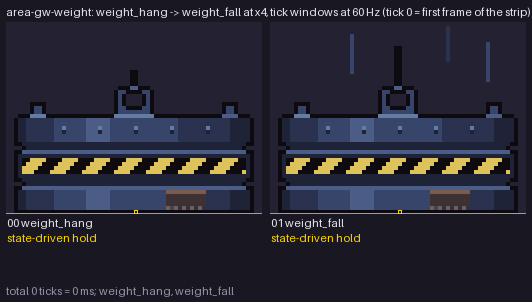 area-gw-weight: weight_hang -> weight_fall at x4, tick windows at 60 Hz (tick 0 = first frame of the strip)
00 weight_hang
state-driven hold
01 weight_fall
state-driven hold
total 0 ticks = 0 ms; weight_hang, weight_fall